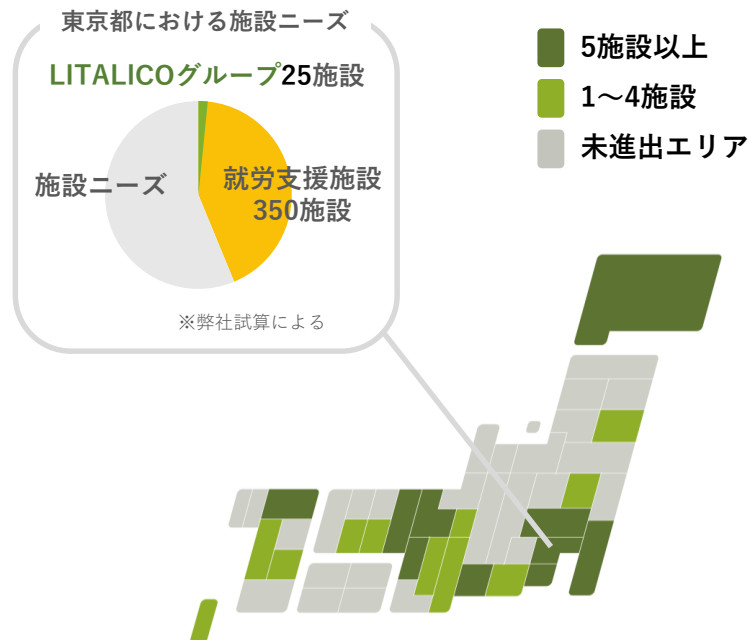 東京都における施設ニーズ
LITALICOグループ25施設
施設ニーズ
就労支援施設
350施設
※弊社試算による
5施設以上
1～4施設
未進出エリア